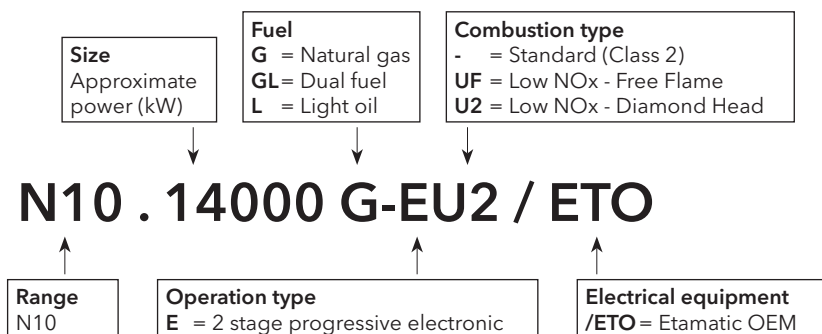 Size
Approximate
power (kW)
Fuel
G = Natural gas
GL= Dual fuel
L = Light oil
Combustion type
- = Standard (Class 2)
UF = Low NOx - Free Flame
U2 = Low NOx - Diamond Head
N10 . 14000 G-EU2 / ETO
Range
N10
Operation type
E = 2 stage progressive electronic
Electrical equipment
/ETO = Etamatic OEM